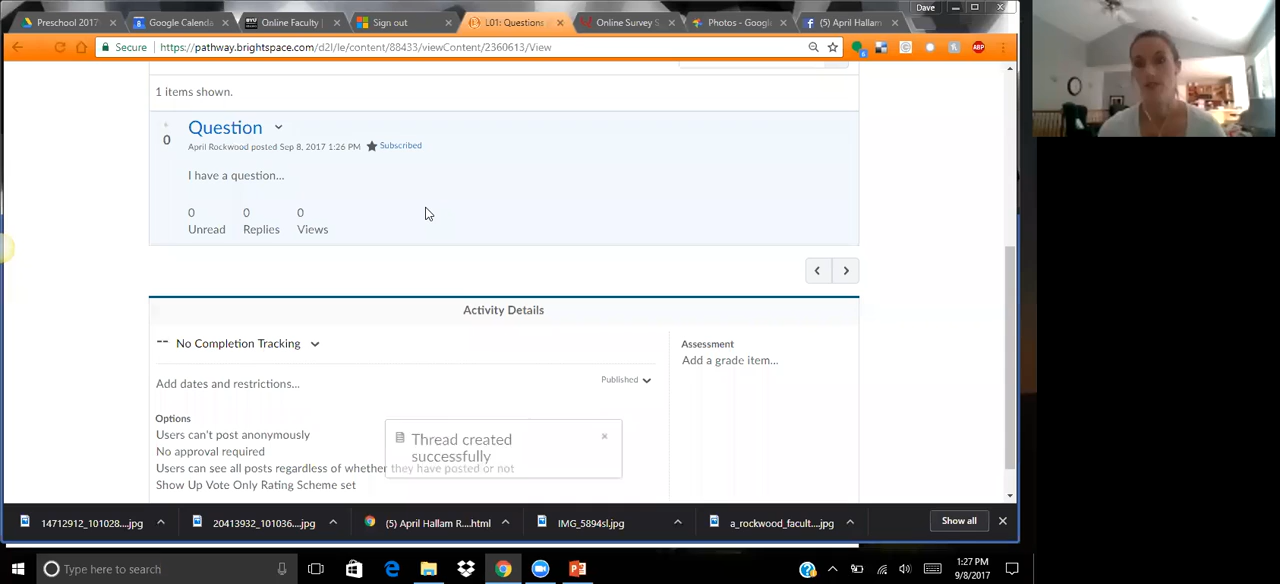 Dave
Preschool 2017
Google Calenda
Online Faculty |
Sign out
L01: Questions
Online Survey S
Photos - Googl
(5) April Hallam
Secure
https://pathway.brightspace.com/d2l/le/content/88433/viewContent/2360613/View
ABP
1 items shown.
0
Question
April Rockwood posted Sep 8, 2017 1:26 PM
Subscribed
I have a question...
0 0 0
Unread Replies Views
Activity Details
-- No Completion Tracking
Assessment
Add a grade item...
Add dates and restrictions...
Published
Options
Users can't post anonymously
No approval required
Users can see all posts regardless of whether they have posted or not
Show Up Vote Only Rating Scheme set
Thread created
successfully
14712912_101028....jpg
20413932_101036....jpg
(5) April Hallam R....html
IMG_5894sl.jpg
a_rockwood_facult....jpg
Show all
Type here to search
1:27 PM
9/8/2017